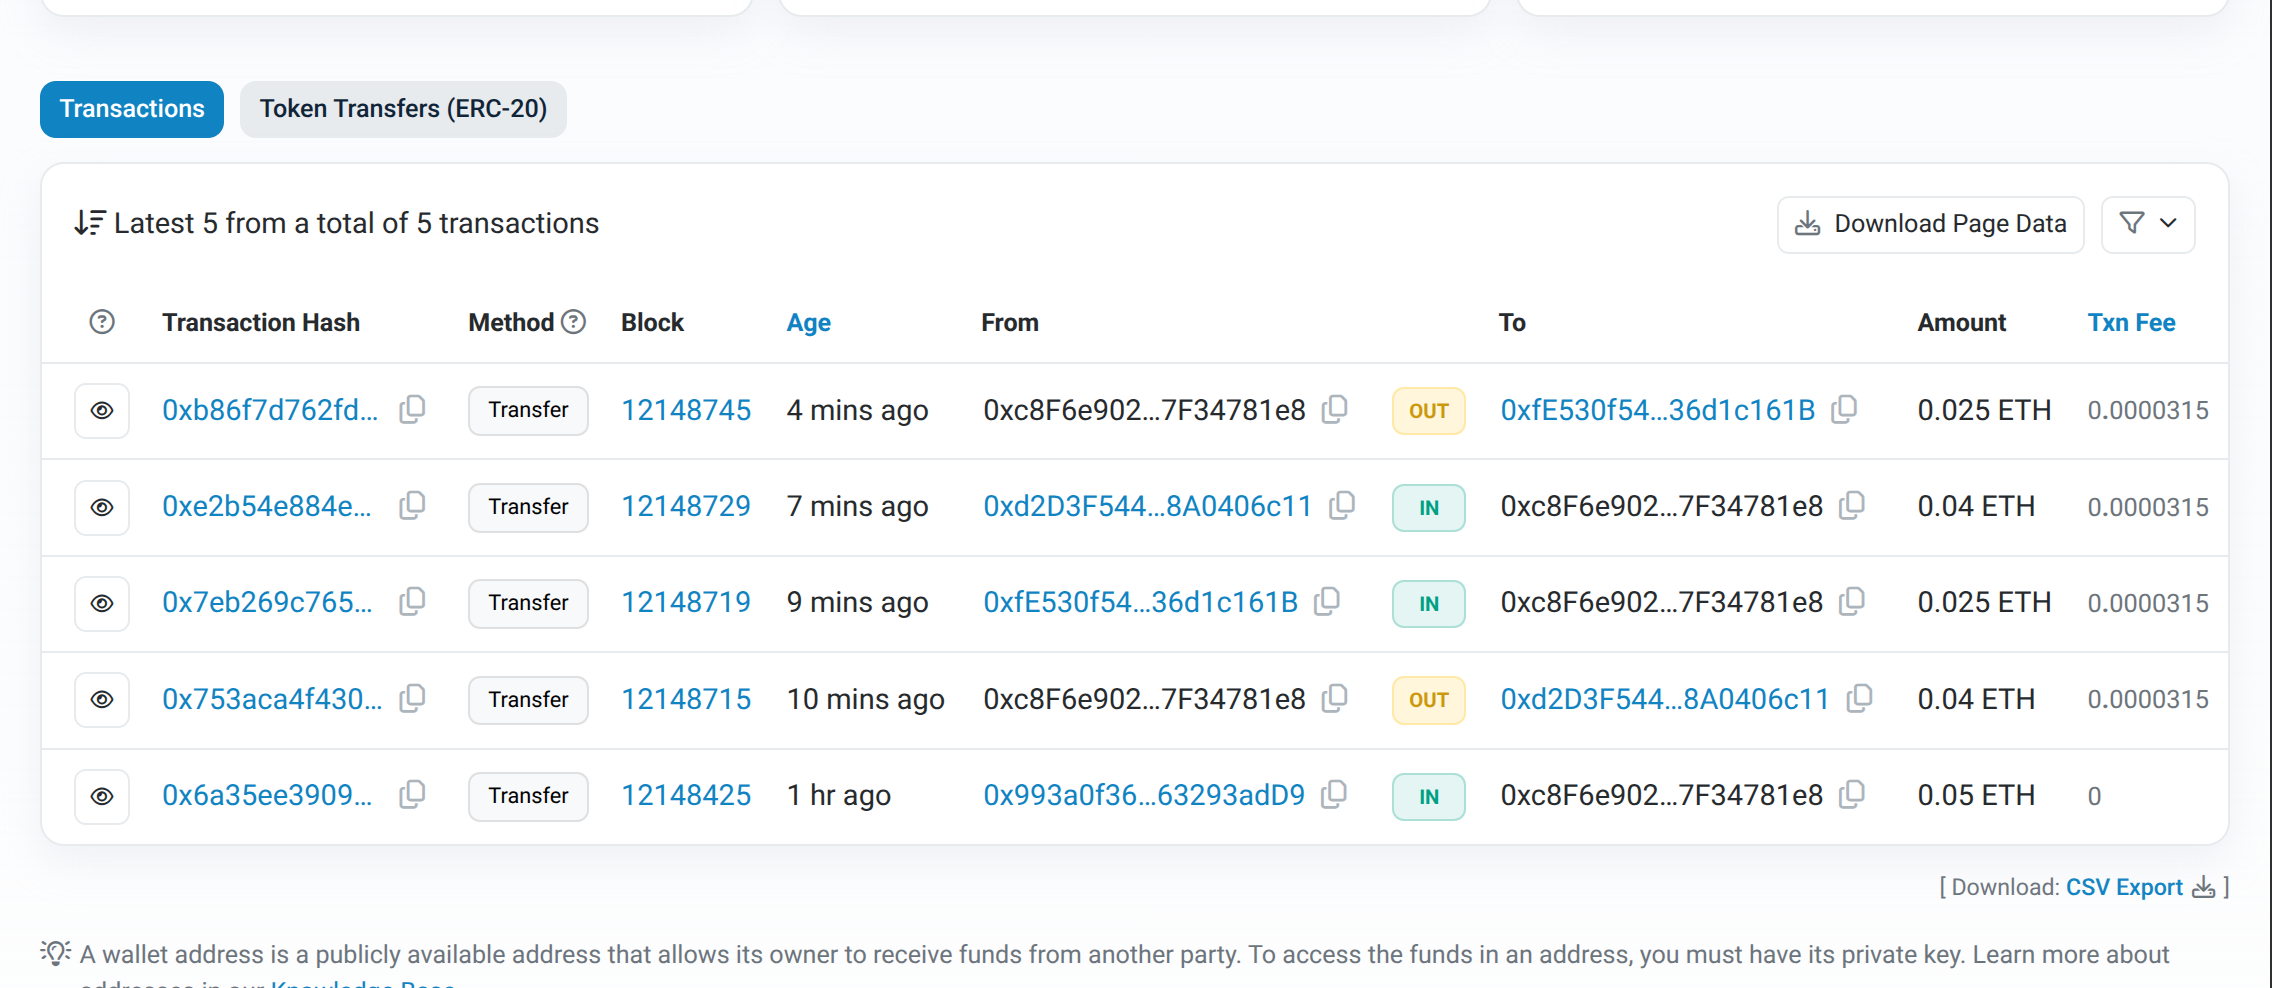 Transactions Token Transfers (ERC-20)
Latest 5 from a total of 5 transactions Download Page Data
Transaction Hash Method Block Age From To Amount Txn Fee
0xb86f7d762fd... Transfer 12148745 4 mins ago 0xc8F6e902...7F34781e8 OUT 0xfE530f54...36d1c161B 0.025 ETH 0.0000315
0xe2b54e884e... Transfer 12148729 7 mins ago 0xd2D3F544...8A0406c11 IN 0xc8F6e902...7F34781e8 0.04 ETH 0.0000315
0x7eb269c765... Transfer 12148719 9 mins ago 0xfE530f54...36d1c161B IN 0xc8F6e902...7F34781e8 0.025 ETH 0.0000315
0x753aca4f430... Transfer 12148715 10 mins ago 0xc8F6e902...7F34781e8 OUT 0xd2D3F544...8A0406c11 0.04 ETH 0.0000315
0x6a35ee3909... Transfer 12148425 1 hr ago 0x993a0f36...63293adD9 IN 0xc8F6e902...7F34781e8 0.05 ETH 0
[ Download: CSV Export ]
A wallet address is a publicly available address that allows its owner to receive funds from another party. To access the funds in an address, you must have its private key. Learn more about
addresses in our Knowledge Base